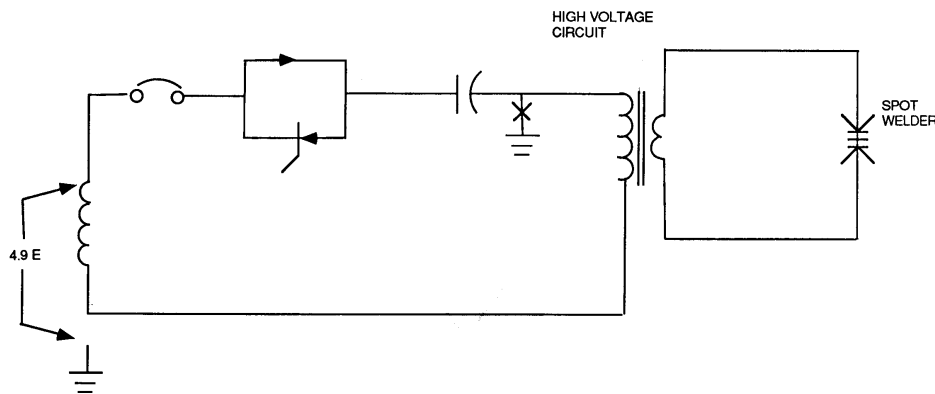 HIGH VOLTAGE
CIRCUIT
SPOT
WELDER
4.9 E